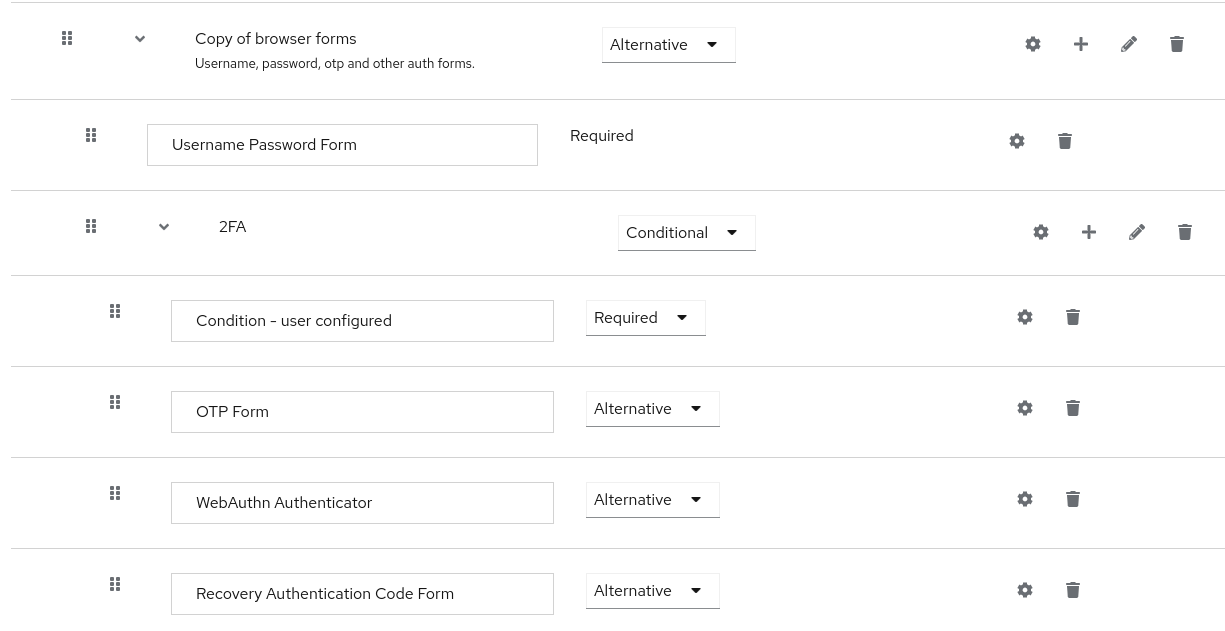 Copy of browser forms
Alternative
Username, password, otp and other auth forms.
Username Password Form
Required
2FA
Conditional
Condition - user configured
Required
OTP Form
Alternative
WebAuthn Authenticator
Alternative
Recovery Authentication Code Form
Alternative